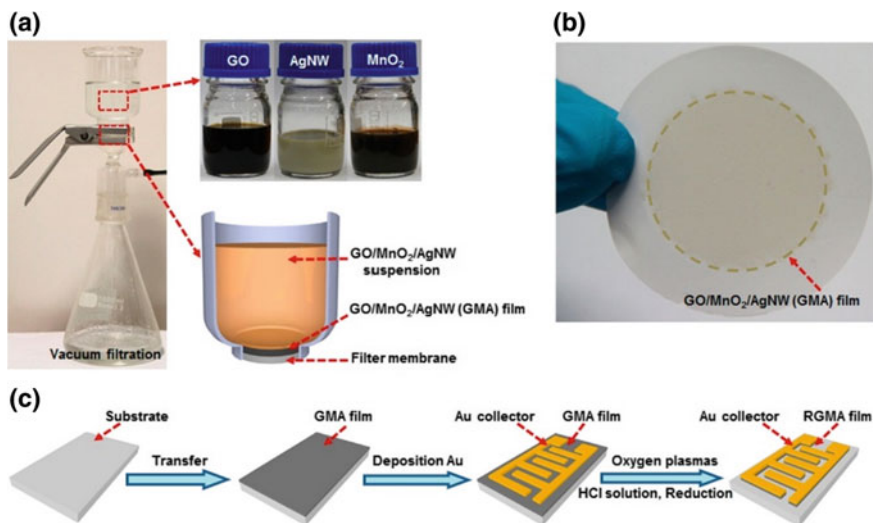 (a)
GO
AgNW
MnO₂
GO/MnO₂/AgNW
suspension
GO/MnO₂/AgNW (GMA) film
Filter membrane
Vacuum filtration
(b)
GO/MnO₂/AgNW (GMA) film
(c)
Substrate
Transfer
GMA film
Deposition Au
Au collector
GMA film
Oxygen plasmas
HCl solution, Reduction
Au collector
RGMA film